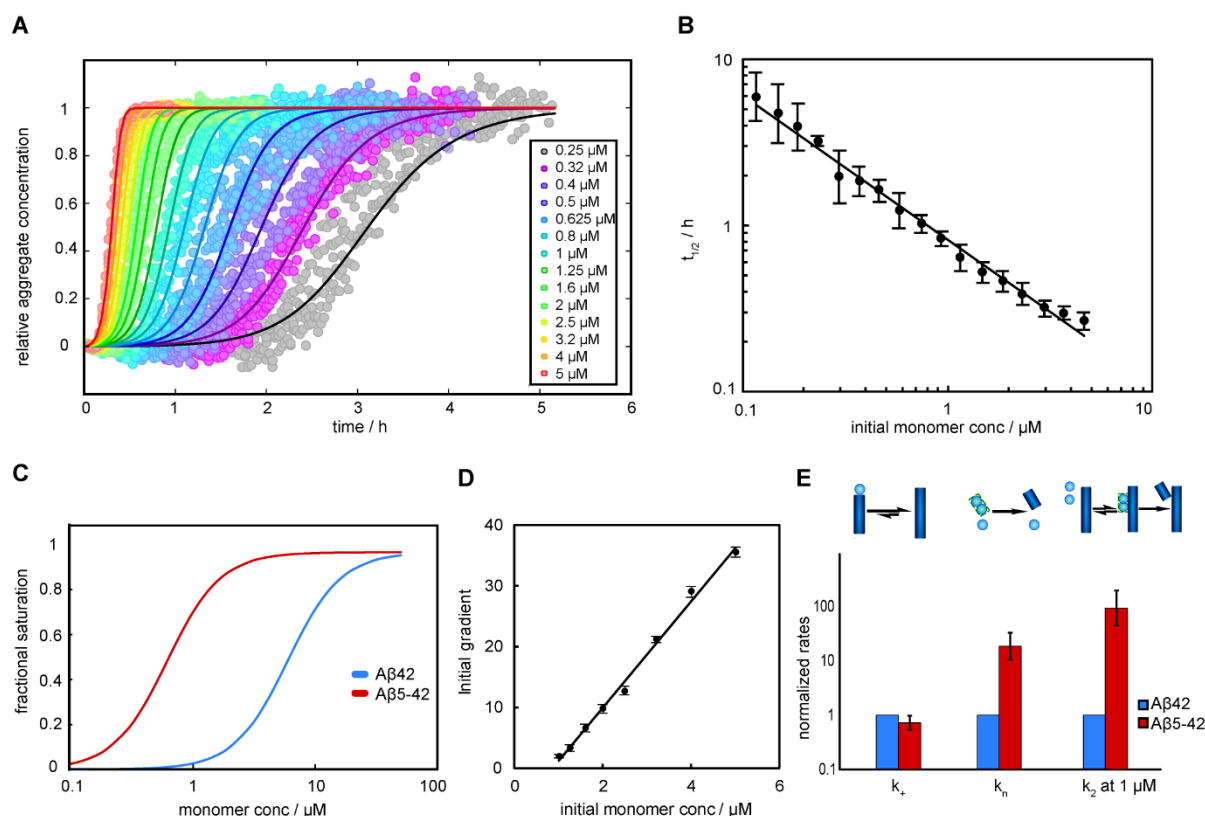 A
relative aggregate concentration
1
0.8
0.6
0.4
0.2
0
0 1 2 3 4 5 6
time / h
0.25 µM
0.32 µM
0.4 µM
0.5 µM
0.625µM
0.8 µM
1 µM
1.25 µM
1.6 µM
2 µM
2.5 µM
3.2 µM
4 µM
5 µM
B
t1/2 / h
10
1
0.1
0.1 1 10
initial monomer conc / µM
C
fractional saturation
1
0.8
0.6
0.4
0.2
0
0.1 1 10 100
monomer conc / µM
Aβ42
Aβ5-42
D
Initial gradient
40
30
20
10
0
0 2 4 6
initial monomer conc / µM
E
normalized rates
100
10
1
0.1
k+ kn k2 at 1 µM
Aβ42
Aβ5-42